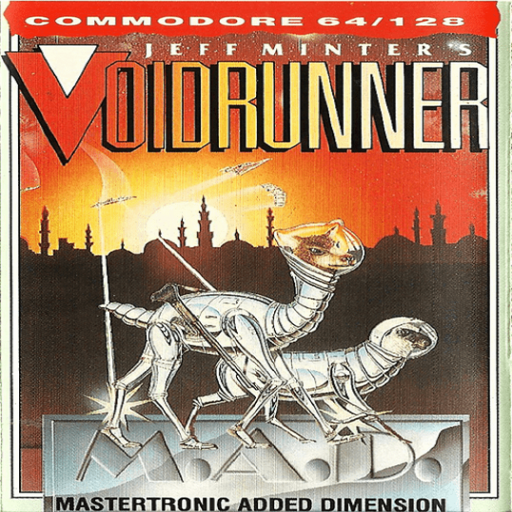 COMMODORE 64/128
JEFF MINTER'S
VOIDRUNNER
M.A.D.
MASTERTRONIC ADDED DIMENSION